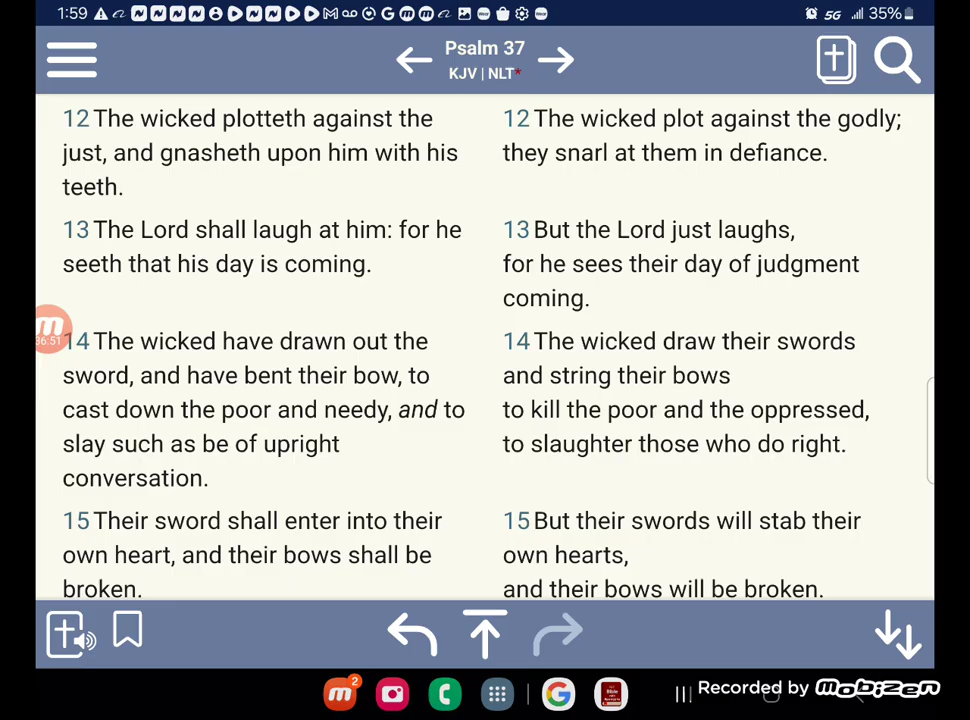 1:59
5G
35%
Psalm 37
KJV | NLT*
12 The wicked plotteth against the
just, and gnasheth upon him with his
teeth.
13 The Lord shall laugh at him: for he
seeth that his day is coming.
36:51
14 The wicked have drawn out the
sword, and have bent their bow, to
cast down the poor and needy, and to
slay such as be of upright
conversation.
15 Their sword shall enter into their
own heart, and their bows shall be
broken.
12 The wicked plot against the godly;
they snarl at them in defiance.
13 But the Lord just laughs,
for he sees their day of judgment
coming.
14 The wicked draw their swords
and string their bows
to kill the poor and the oppressed,
to slaughter those who do right.
15 But their swords will stab their
own hearts,
and their bows will be broken.
2
Recorded by mobizen